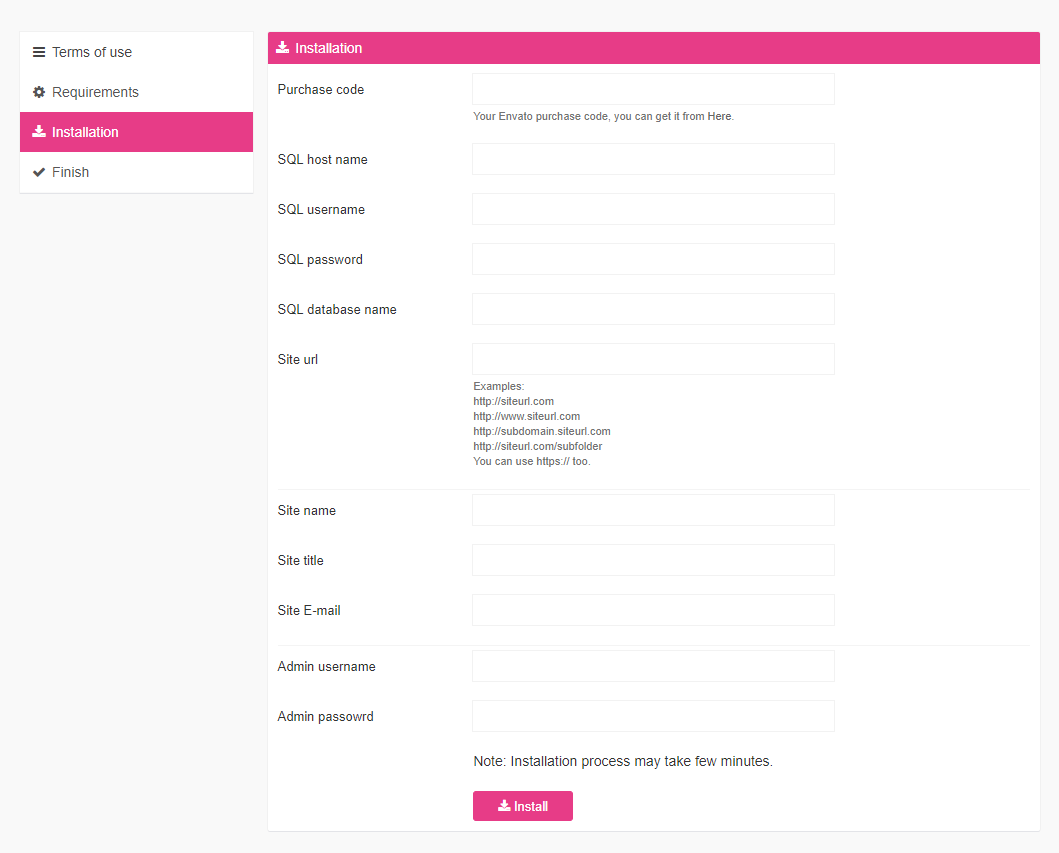 Terms of use
Requirements
Installation
Finish
Installation
Purchase code
Your Envato purchase code, you can get it from Here.
SQL host name
SQL username
SQL password
SQL database name
Site url
Examples:
http://siteurl.com
http://www.siteurl.com
http://subdomain.siteurl.com
http://siteurl.com/subfolder
You can use https:// too.
Site name
Site title
Site E-mail
Admin username
Admin passowrd
Note: Installation process may take few minutes.
Install